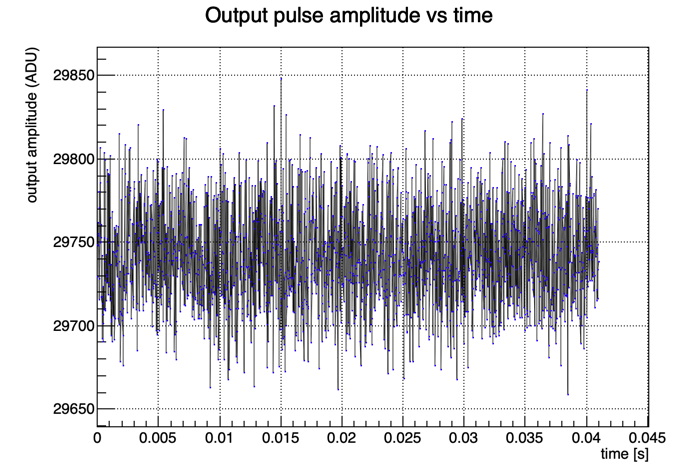 Output pulse amplitude vs time
output amplitude (ADU)
29850
29800
29750
29700
29650
0 0.005 0.01 0.015 0.02 0.025 0.03 0.035 0.04 0.045
time [s]